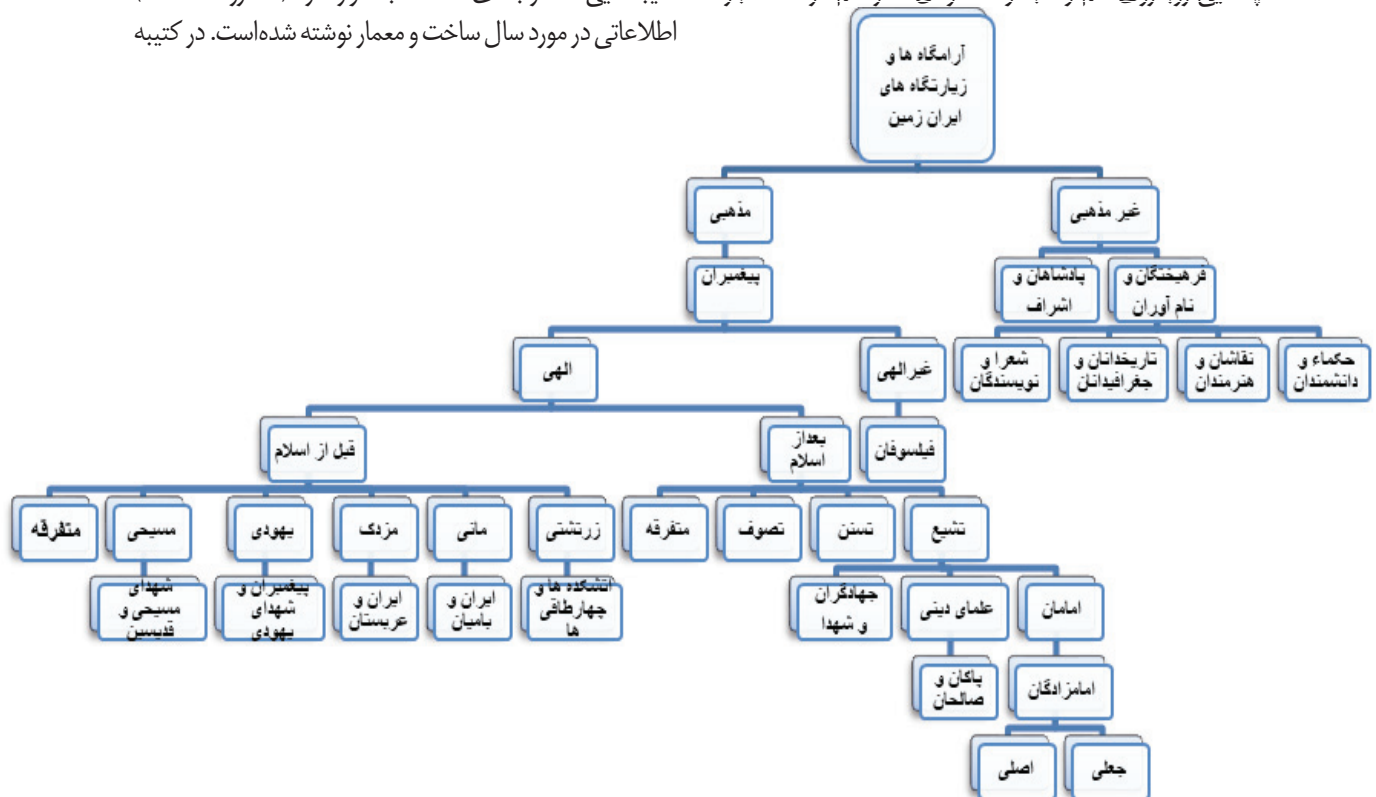 اطلاعاتی در مورد سال ساخت و معمار نوشته شده‌است. در کتیبه
آرامگاه ها و
زیارتگاه های
ایران زمین
غیر مذهبی
مذهبی
فرهیختگان و
نام آوران
پادشاهان و
اشراف
پیغمبران
حکماء و
دانشمندان
نقاشان و
هنرمندان
تاریخدانان و
جغرافیدانان
شعرا و
نویسندگان
غیرالهی
الهی
فیلسوفان
بعداز
اسلام
قبل از اسلام
تشیع
تسنن
تصوف
متفرقه
زرتشتی
مانی
مزدک
یهودی
مسیحی
متفرقه
امامان
علمای دینی
جهادگران
و شهدا
اتشکده ها و
چهارطاقی
ها
ایران و
بامیان
ایران و
عربستان
پیغمبران و
شهدای
یهودی
شهدای
مسیحی و
قدیسین
امامزادگان
پاکان و
صالحان
جعلی
اصلی